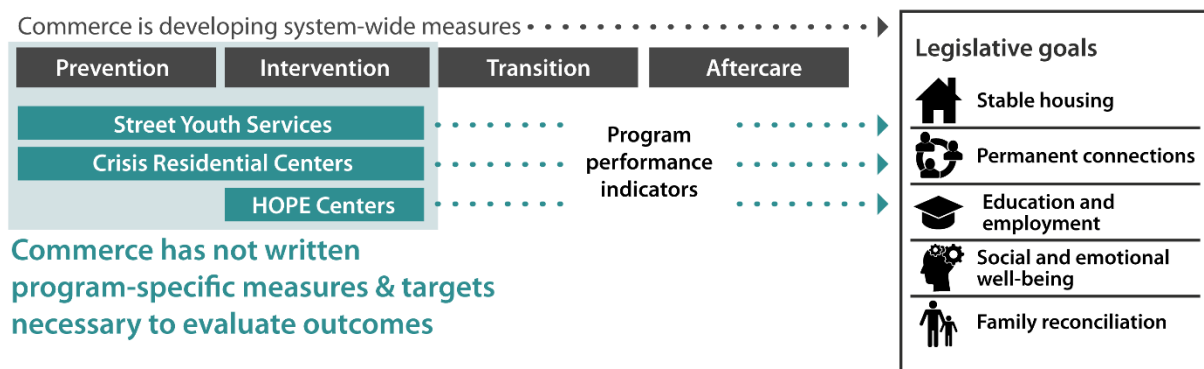 Commerce is developing system-wide measures
Prevention
Intervention
Transition
Aftercare
Street Youth Services
Crisis Residential Centers
HOPE Centers
Program
performance
indicators
Commerce has not written
program-specific measures & targets
necessary to evaluate outcomes
Legislative goals
Stable housing
Permanent connections
Education and
employment
Social and emotional
well-being
Family reconciliation